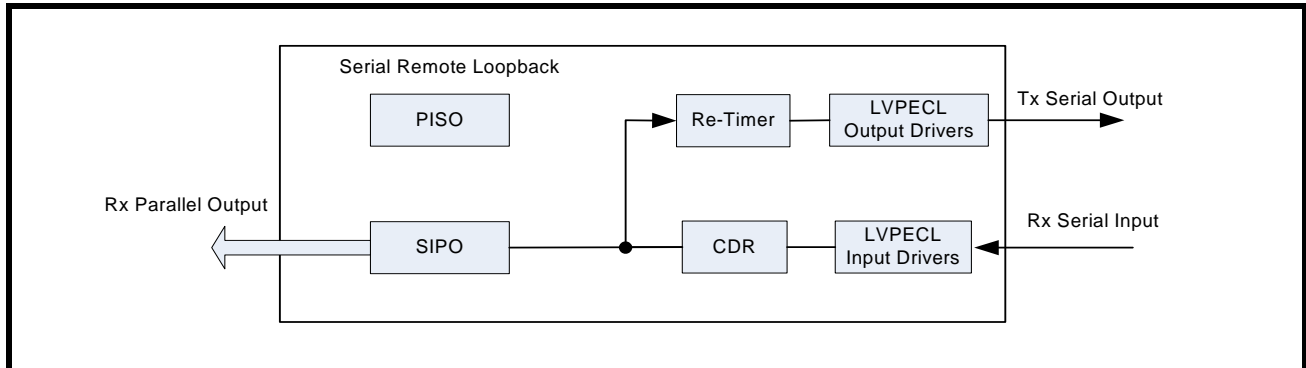 Serial Remote Loopback
PISO
Re-Timer
LVPECL
Output Drivers
Tx Serial Output
Rx Parallel Output
SIPO
CDR
LVPECL
Input Drivers
Rx Serial Input